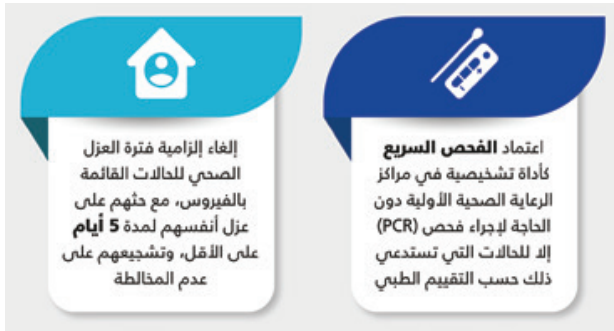 اعتماد الفحص السريع
كأداة تشخيصية في مراكز
الرعاية الصحية الأولية دون
الحاجة لإجراء فحص (PCR)
إلا للحالات التي تستدعي
ذلك حسب التقييم الطبي
إلغاء إلزامية فترة العزل
الصحي للحالات القائمة
بالفيروس، مع حثهم على
عزل أنفسهم لمدة 5 أيام
على الأقل، وتشجيعهم على
عدم المخالطة